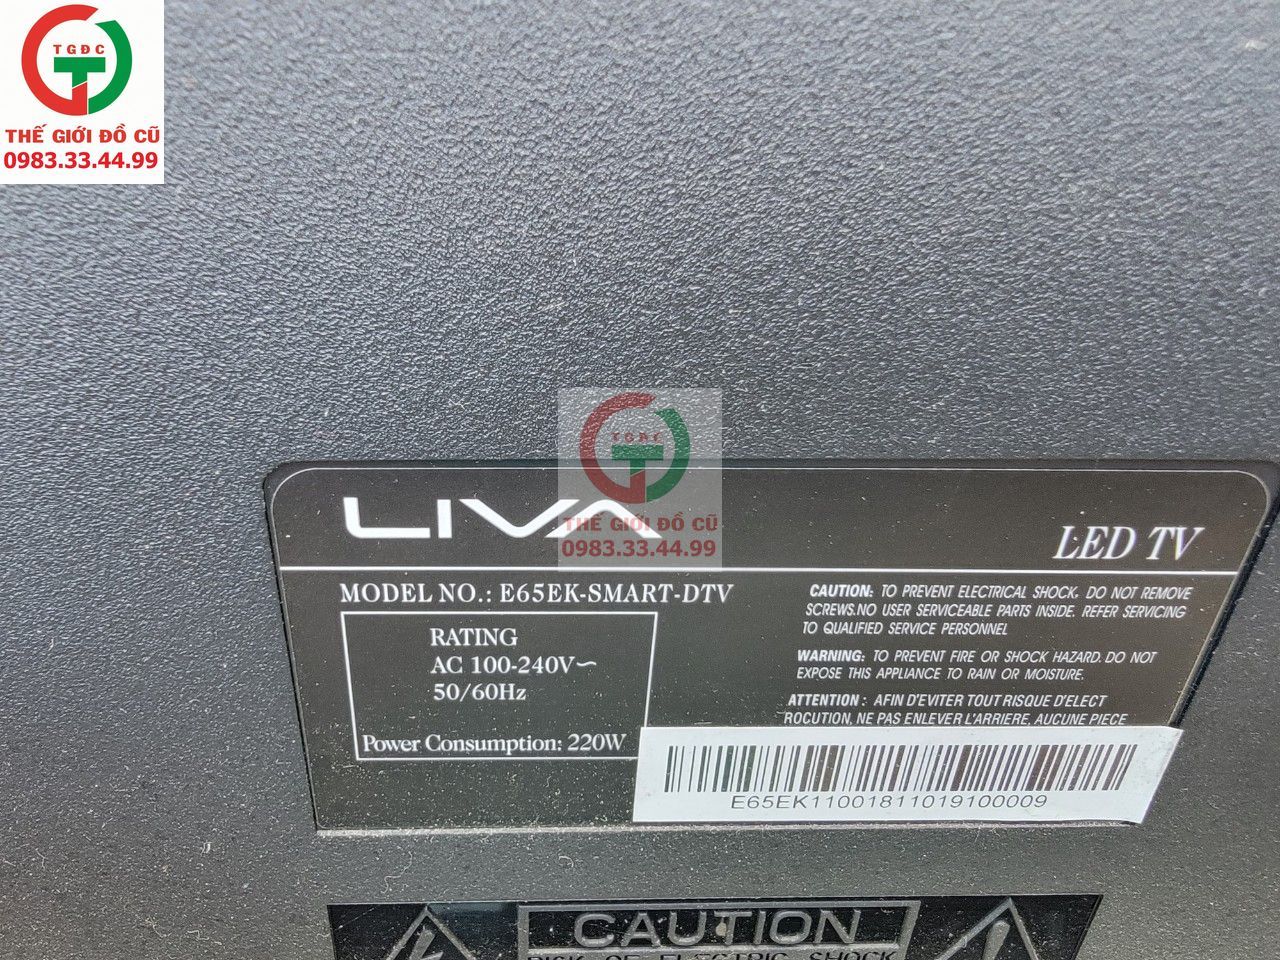 TGĐC
THẾ GIỚI ĐỒ CŨ
0983.33.44.99
TGĐC
THẾ GIỚI ĐỒ CŨ
0983.33.44.99
LIVA
LED TV
MODEL NO.: E65EK-SMART-DTV
RATING
AC 100-240V~
50/60Hz
Power Consumption: 220W
CAUTION: TO PREVENT ELECTRICAL SHOCK. DO NOT REMOVE
SCREWS.NO USER SERVICEABLE PARTS INSIDE. REFER SERVICING
TO QUALIFIED SERVICE PERSONNEL
WARNING: TO PREVENT FIRE OR SHOCK HAZARD. DO NOT
EXPOSE THIS APPLIANCE TO RAIN OR MOISTURE.
ATTENTION : AFIN D'EVITER TOUT RISQUE D'ELECT
ROCUTION, NE PAS ENLEVER L'ARRIERE, AUCUNE PIECE
E65EK11001811019100009
CAUTION
RISK OF ELECTRIC SHOCK